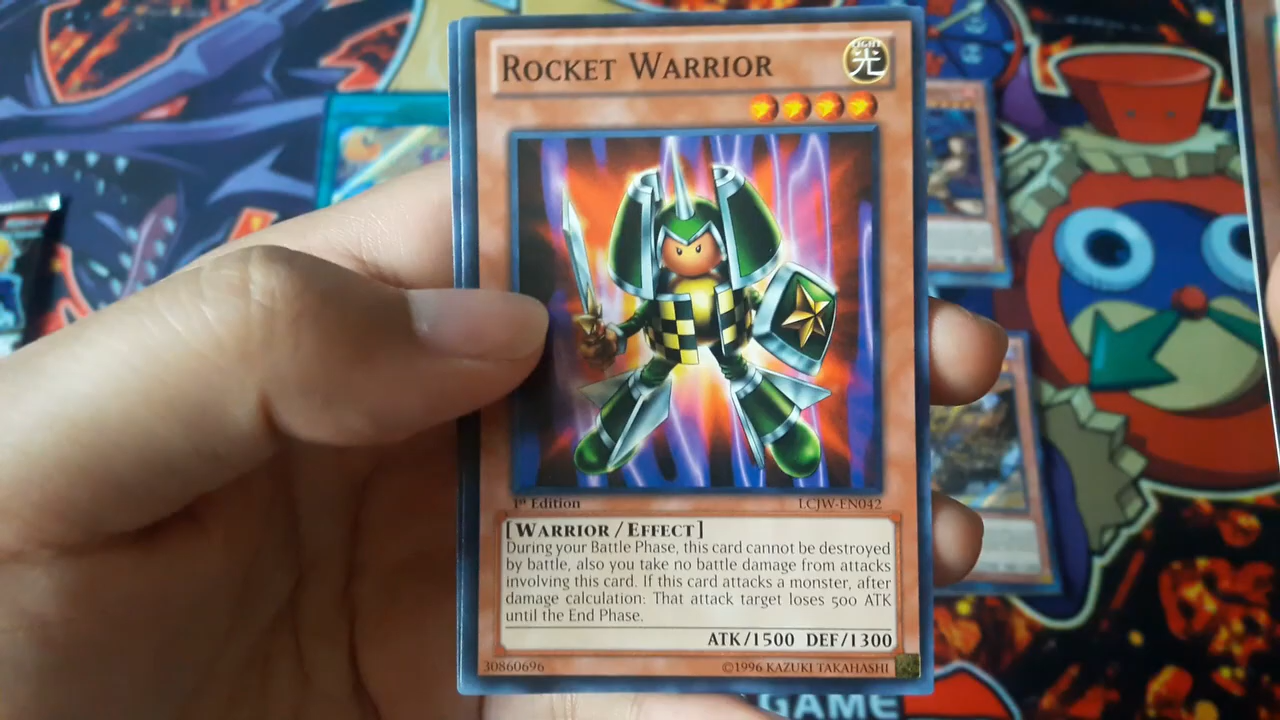 ROCKET WARRIOR
LIGHT
光
1st Edition
LCJW-EN042
[WARRIOR/EFFECT]
During your Battle Phase, this card cannot be destroyed
by battle, also you take no battle damage from attacks
involving this card. If this card attacks a monster, after
damage calculation: That attack target loses 500 ATK
until the End Phase.
ATK/1500 DEF/1300
30860696
©1996 KAZUKI TAKAHASHI
GAME